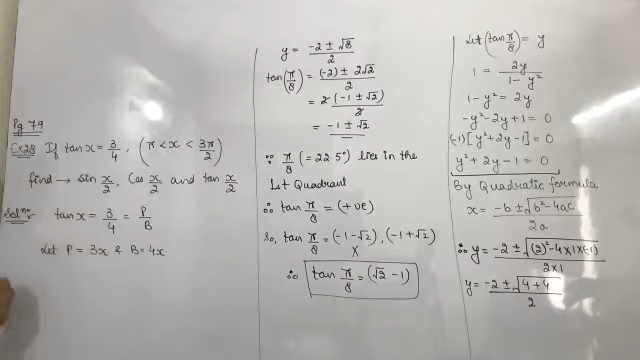 Pg 79
Ex 28 If tan x = 3/4, (π < x < 3π/2)
find → sin x/2, Cos x/2 and tan x/2
Solⁿ:- tan x = 3/4 = P/B
Let P = 3x & B = 4x
y = (-2 ± √8)/2
tan(π/8) = ((-2) ± 2√2)/2
= 2(-1 ± √2)/2
= -1 ± √2
∵ π/8 (= 22·5°) lies in the
Ist Quadrant
∴ tan π/8 = (+ve)
So, tan π/8 = (-1-√2), (-1+√2)
X
∴ tan π/8 = (√2 - 1)
Let (tan π/8) = y
1 = 2y/(1 - y²)
1 - y² = 2y
-y² - 2y + 1 = 0
(-1)[y² + 2y - 1] = 0
y² + 2y - 1 = 0
By Quadratic formula
x = (-b ± √(b² - 4ac))/2a
∴ y = (-2 ± √((2)² - 4×1×(-1)))/(2×1)
y = (-2 ± √(4 + 4))/2